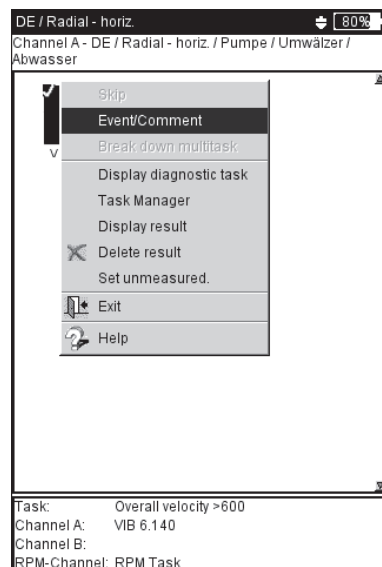 DE / Radial - horiz.
80%
Channel A - DE / Radial - horiz. / Pumpe / Umwälzer /
Abwasser
Skip
Event/Comment
Break down multitask
V
Display diagnostic task
Task Manager
Display result
Delete result
Set unmeasured.
Exit
Help
Task: Overall velocity >600
Channel A: VIB 6.140
Channel B:
RPM-Channel: RPM Task